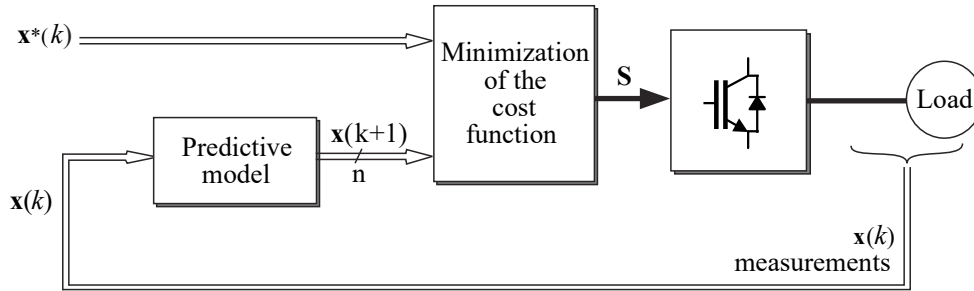 x*(k)
Minimization
of the
cost
function
S
Load
Predictive
model
x(k+1)
n
x(k)
x(k)
measurements